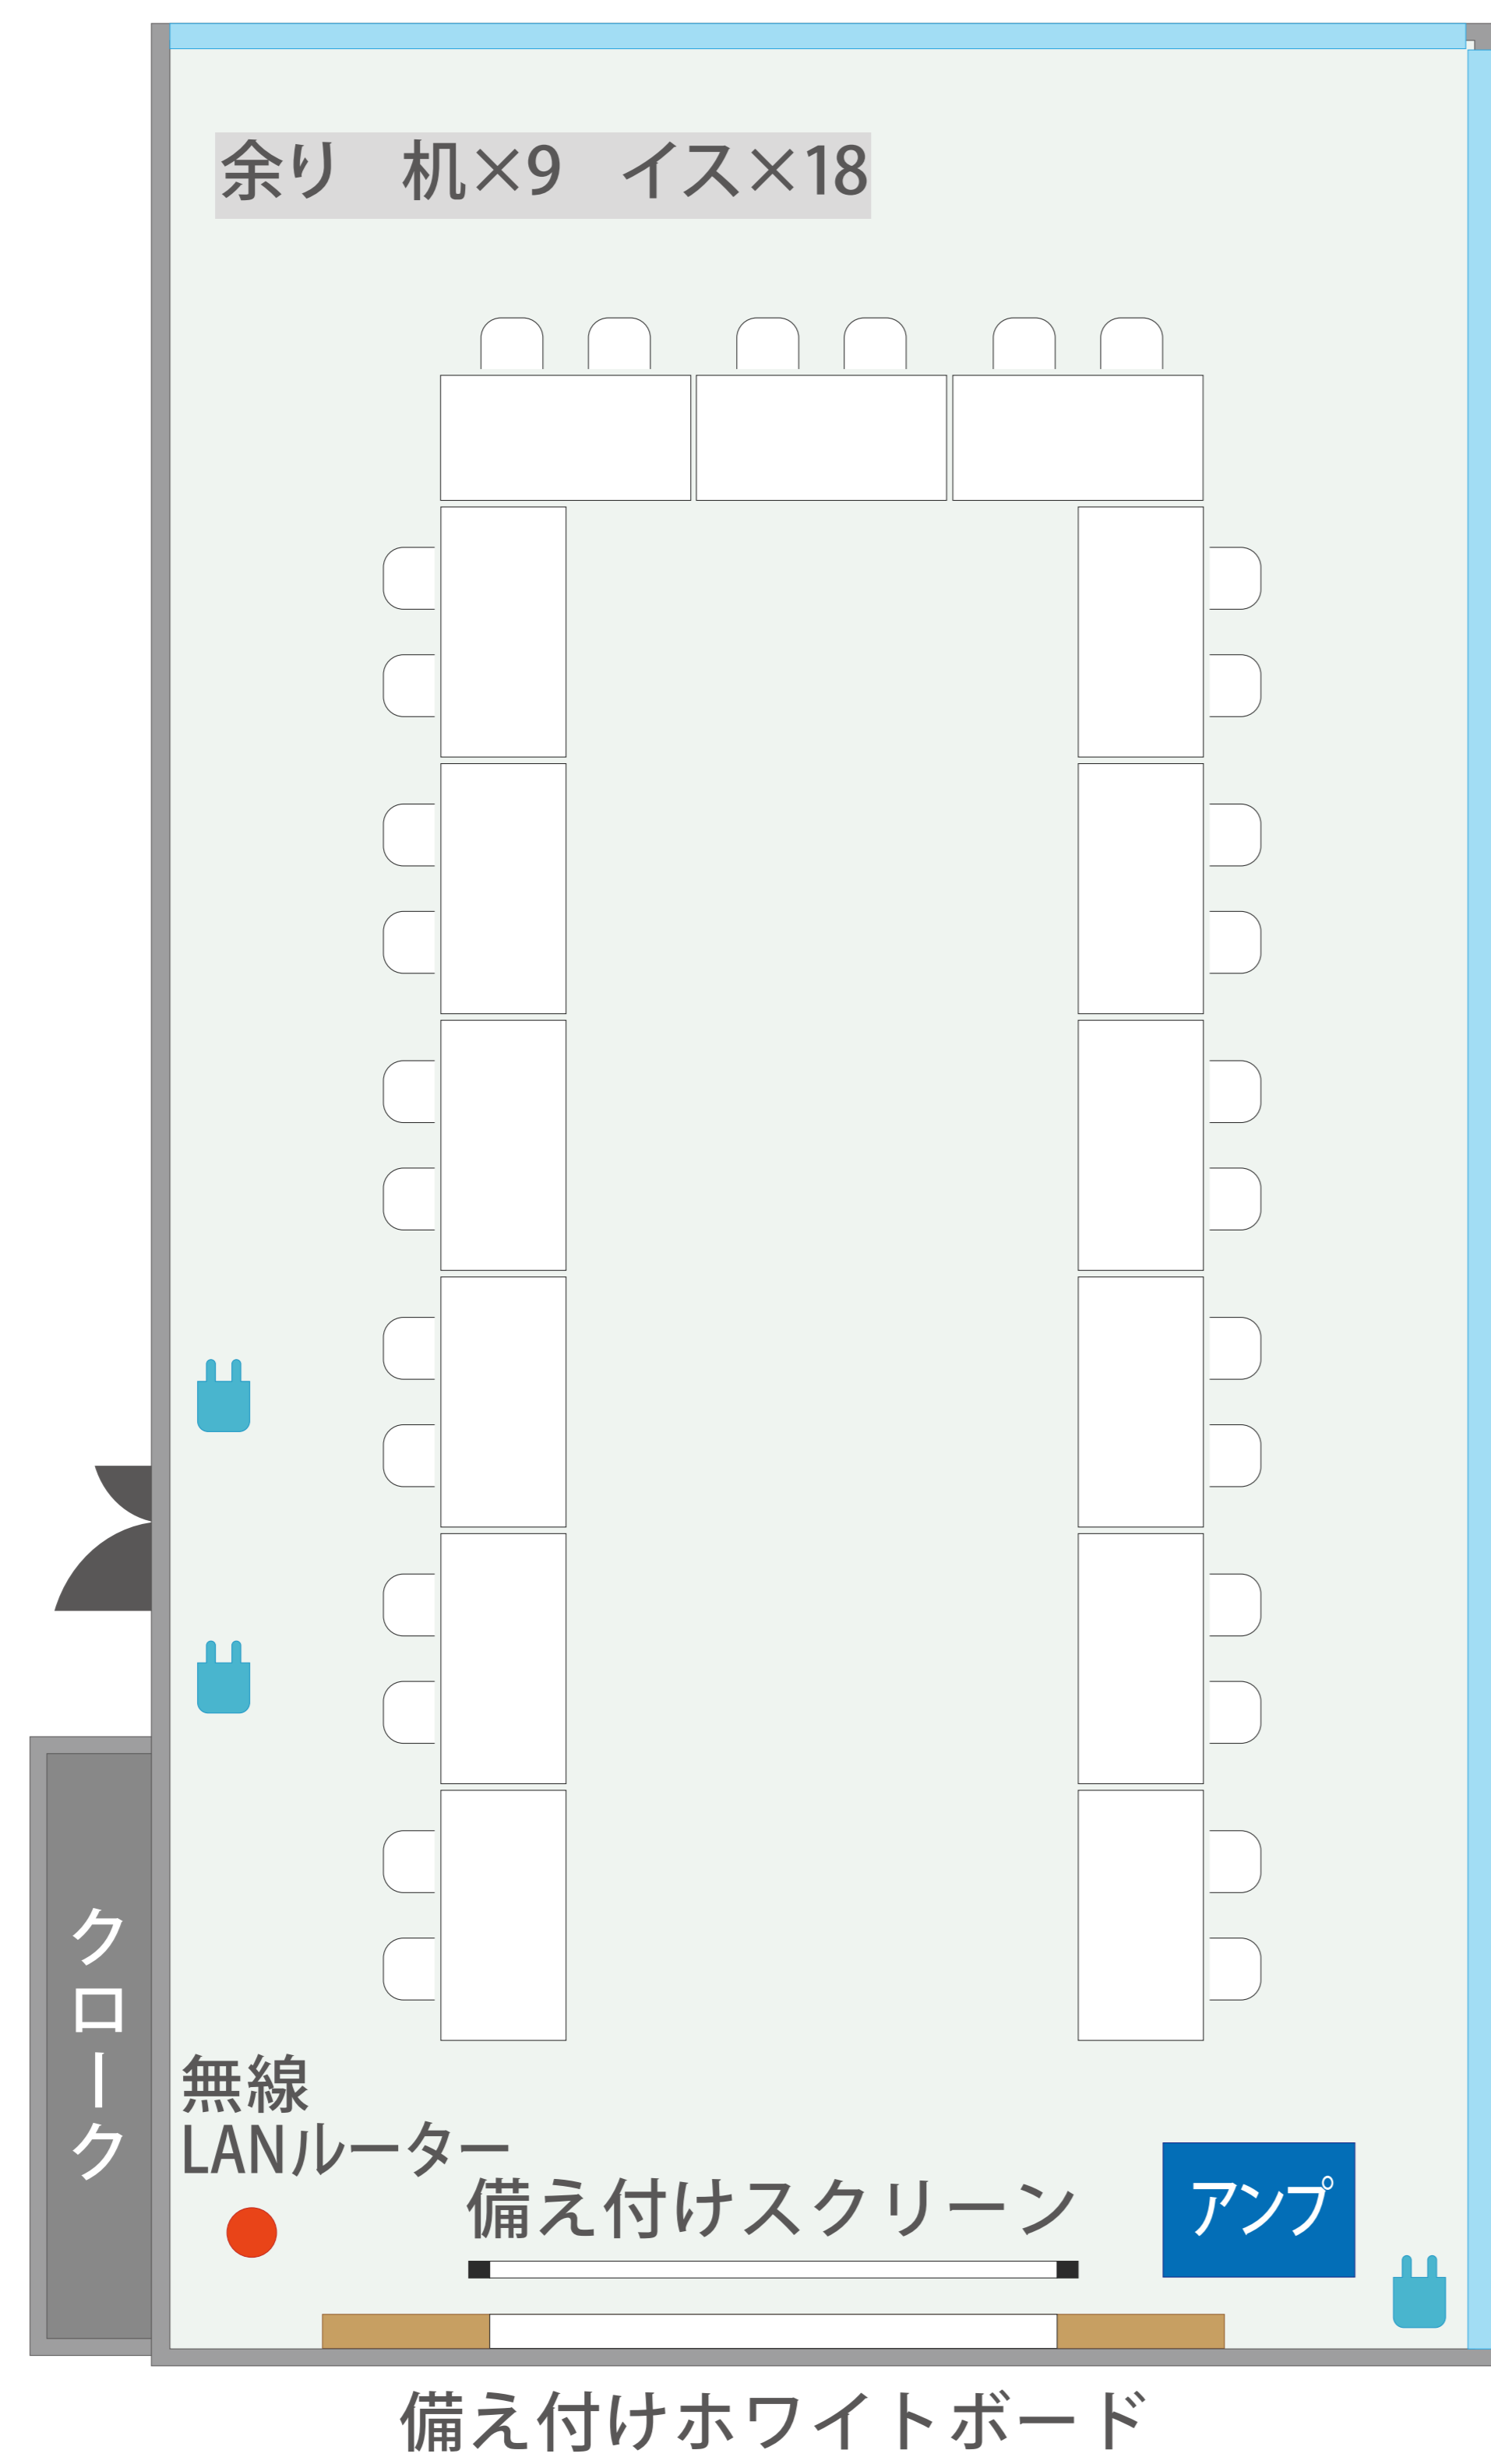 余り　机×9　イス×18
クローク
無線
LANルーター
備え付けスクリーン
アンプ
備え付けホワイトボード